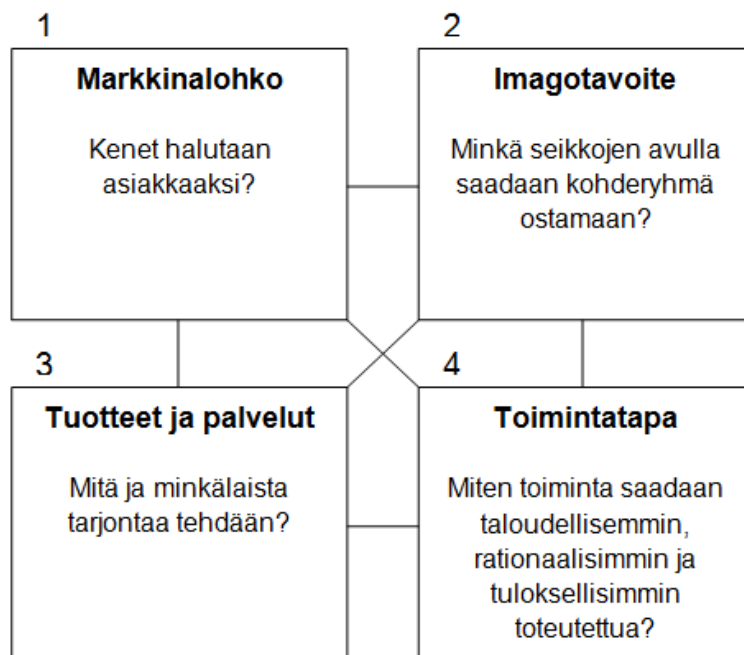 1
Markkinalohko
Kenet halutaan
asiakkaaksi?
2
Imagotavoite
Minkä seikkojen avulla
saadaan kohderyhmä
ostamaan?
3
Tuotteet ja palvelut
Mitä ja minkälaista
tarjontaa tehdään?
4
Toimintatapa
Miten toiminta saadaan
taloudellisemmin,
rationaalisimmin ja
tuloksellisimmin
toteutettua?